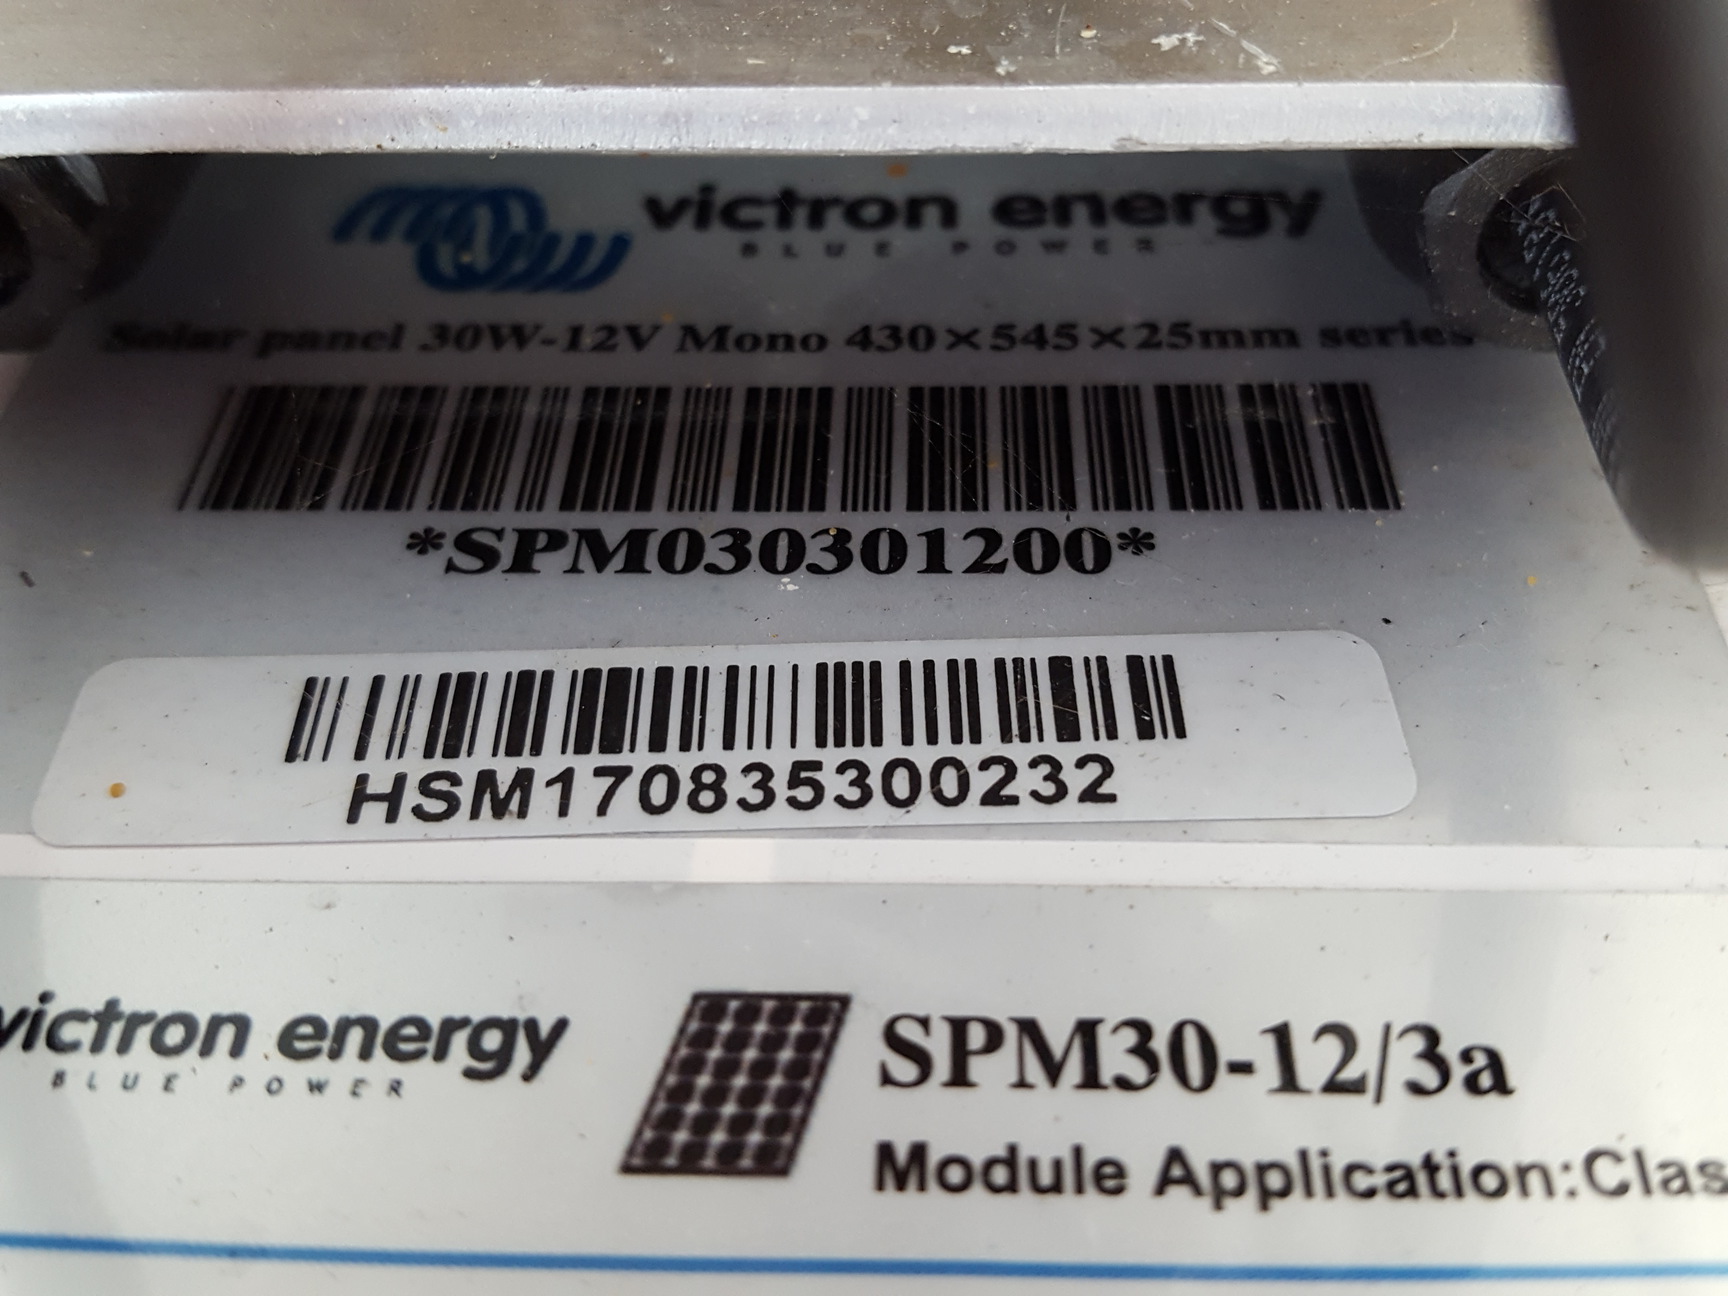 victron energy
BLUE POWER
Solar panel 30W-12V Mono 430×545×25mm series
*SPM030301200*
HSM170835300232
victron energy
BLUE POWER
SPM30-12/3a
Module Application:Clas